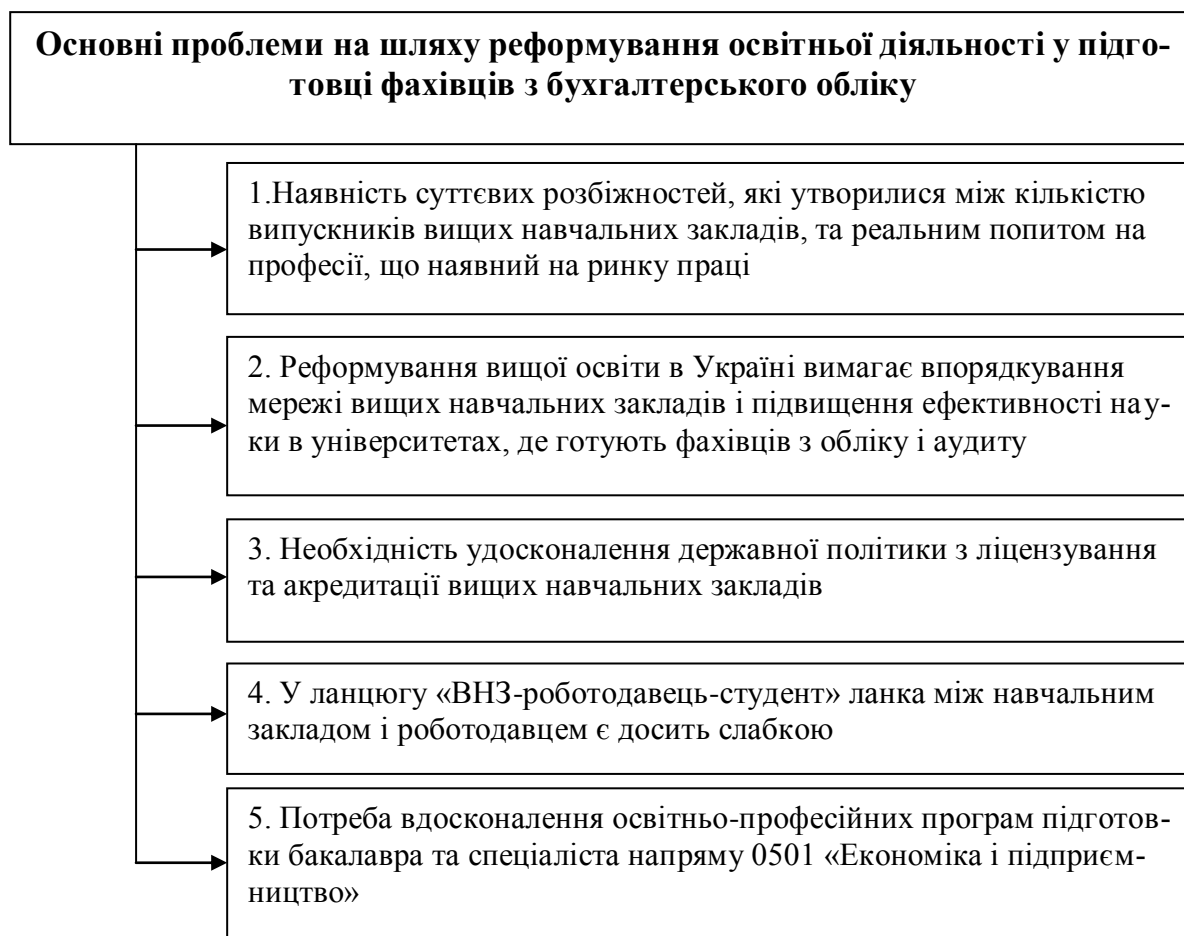 Основні проблеми на шляху реформування освітньої діяльності у підго-
товці фахівців з бухгалтерського обліку
1.Наявність суттєвих розбіжностей, які утворилися між кількістю
випускників вищих навчальних закладів, та реальним попитом на
професії, що наявний на ринку праці
2. Реформування вищої освіти в Україні вимагає впорядкування
мережі вищих навчальних закладів і підвищення ефективності нау-
ки в університетах, де готують фахівців з обліку і аудиту
3. Необхідність удосконалення державної політики з ліцензування
та акредитації вищих навчальних закладів
4. У ланцюгу «ВНЗ-роботодавець-студент» ланка між навчальним
закладом і роботодавцем є досить слабкою
5. Потреба вдосконалення освітньо-професійних програм підготов-
ки бакалавра та спеціаліста напряму 0501 «Економіка і підприєм-
ництво»